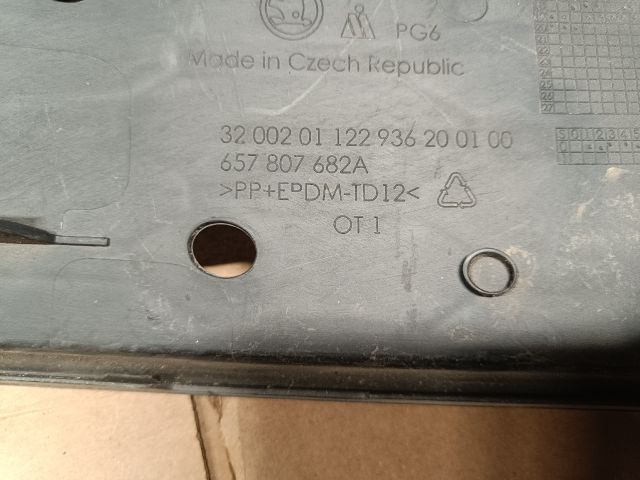 PG6
Made in Czech Republic
32 002 01 122 936 20 01 00
657 807 682A
>PP+EPDM-TD12<
OT 1